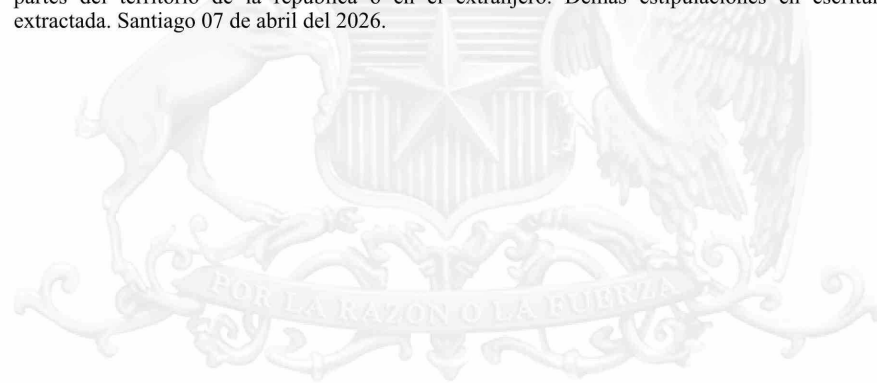 partes del territorio de la república o en el extranjero. Demás estipulaciones en
extractada. Santiago 07 de abril del 2026.
POR LA RAZÓN O LA FUERZA